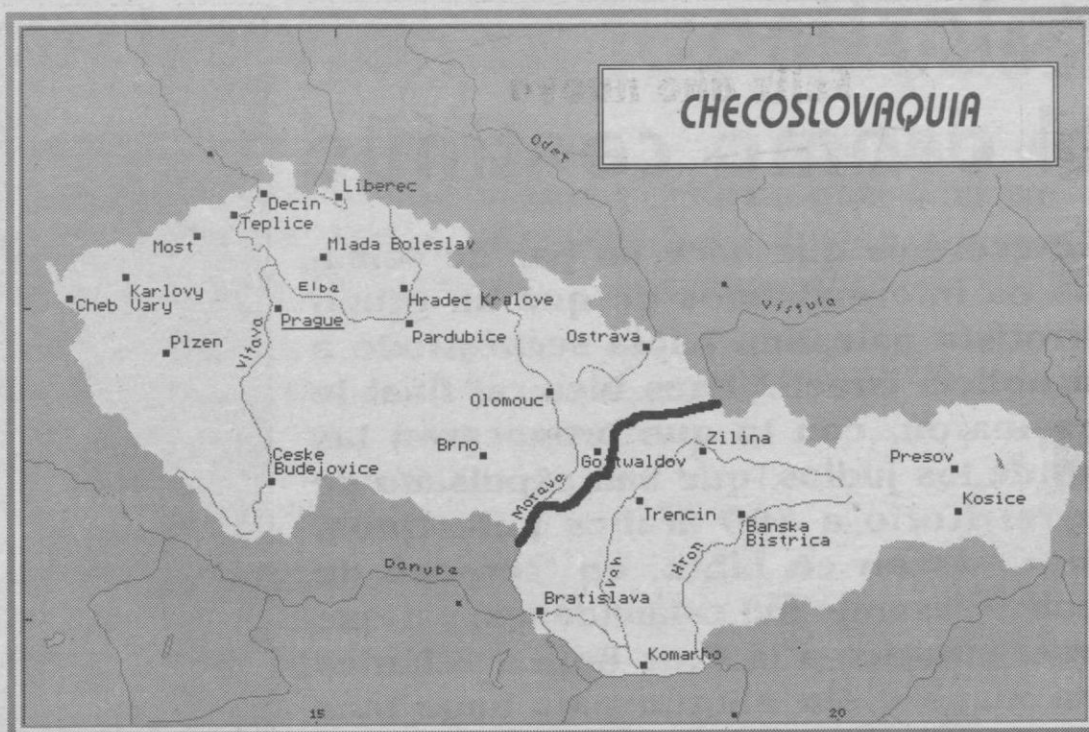 CHECOSLOVAQUIA
Oder
Liberec
Decin
Teplice
Most
Mlada Boleslav
Karlovy
Vary
Cheb
Elbe
Hradec Kralove
Vistula
Prague
Pardubice
Ostrava
Plzen
Vltava
Olomouc
Brno
Gottwaldov
Zilina
Presov
Ceske
Budejovice
Morava
Trencin
Kosice
Banska
Bistrica
Danube
Vah
Hron
Bratislava
Komarno
15
20